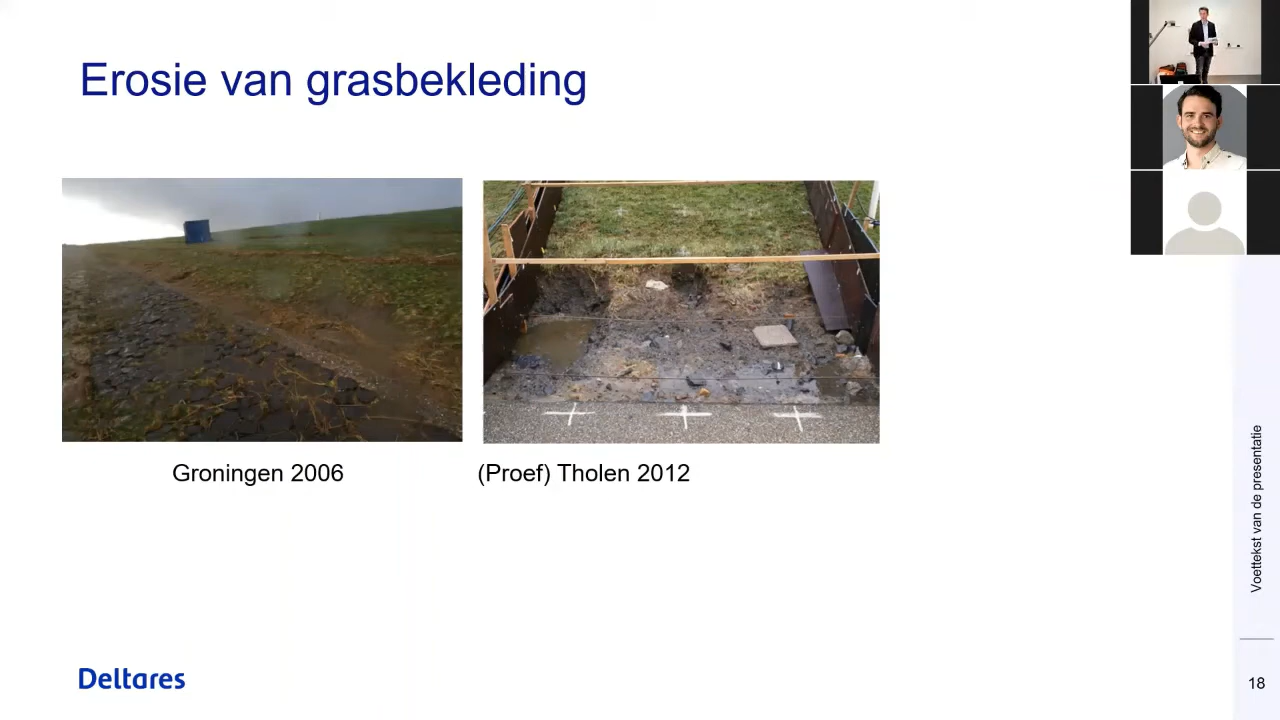 Erosie van grasbekleding
Groningen 2006
(Proef) Tholen 2012
Voettekst van de presentatie
Deltares
18